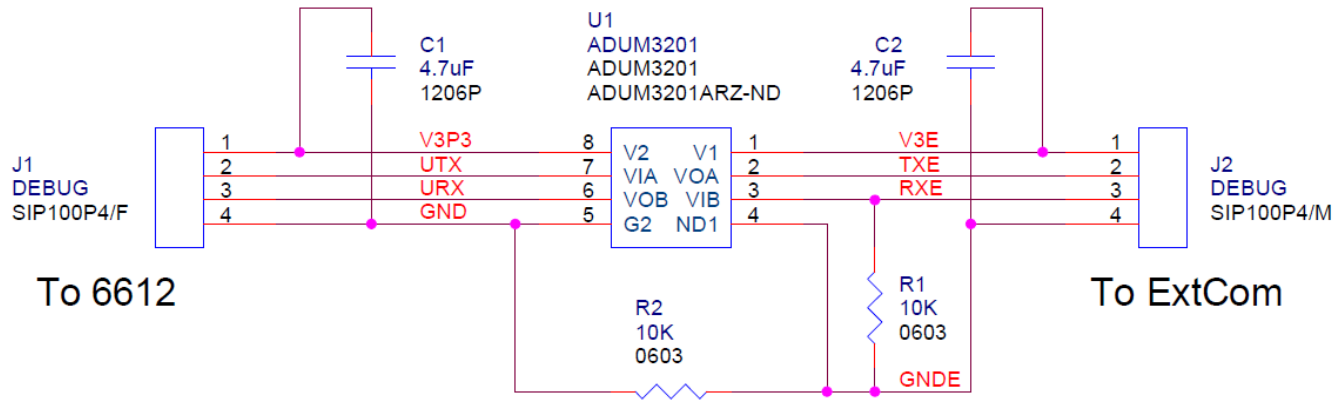 U1
ADUM3201
ADUM3201
ADUM3201ARZ-ND
C1
4.7uF
1206P
C2
4.7uF
1206P
J1
DEBUG
SIP100P4/F
1
2
3
4
V3P3
UTX
URX
GND
8
7
6
5
V2 V1
VIA VOA
VOB VIB
G2 ND1
1
2
3
4
V3E
TXE
RXE
1
2
3
4
J2
DEBUG
SIP100P4/M
To 6612
To ExtCom
R2
10K
0603
R1
10K
0603
GNDE